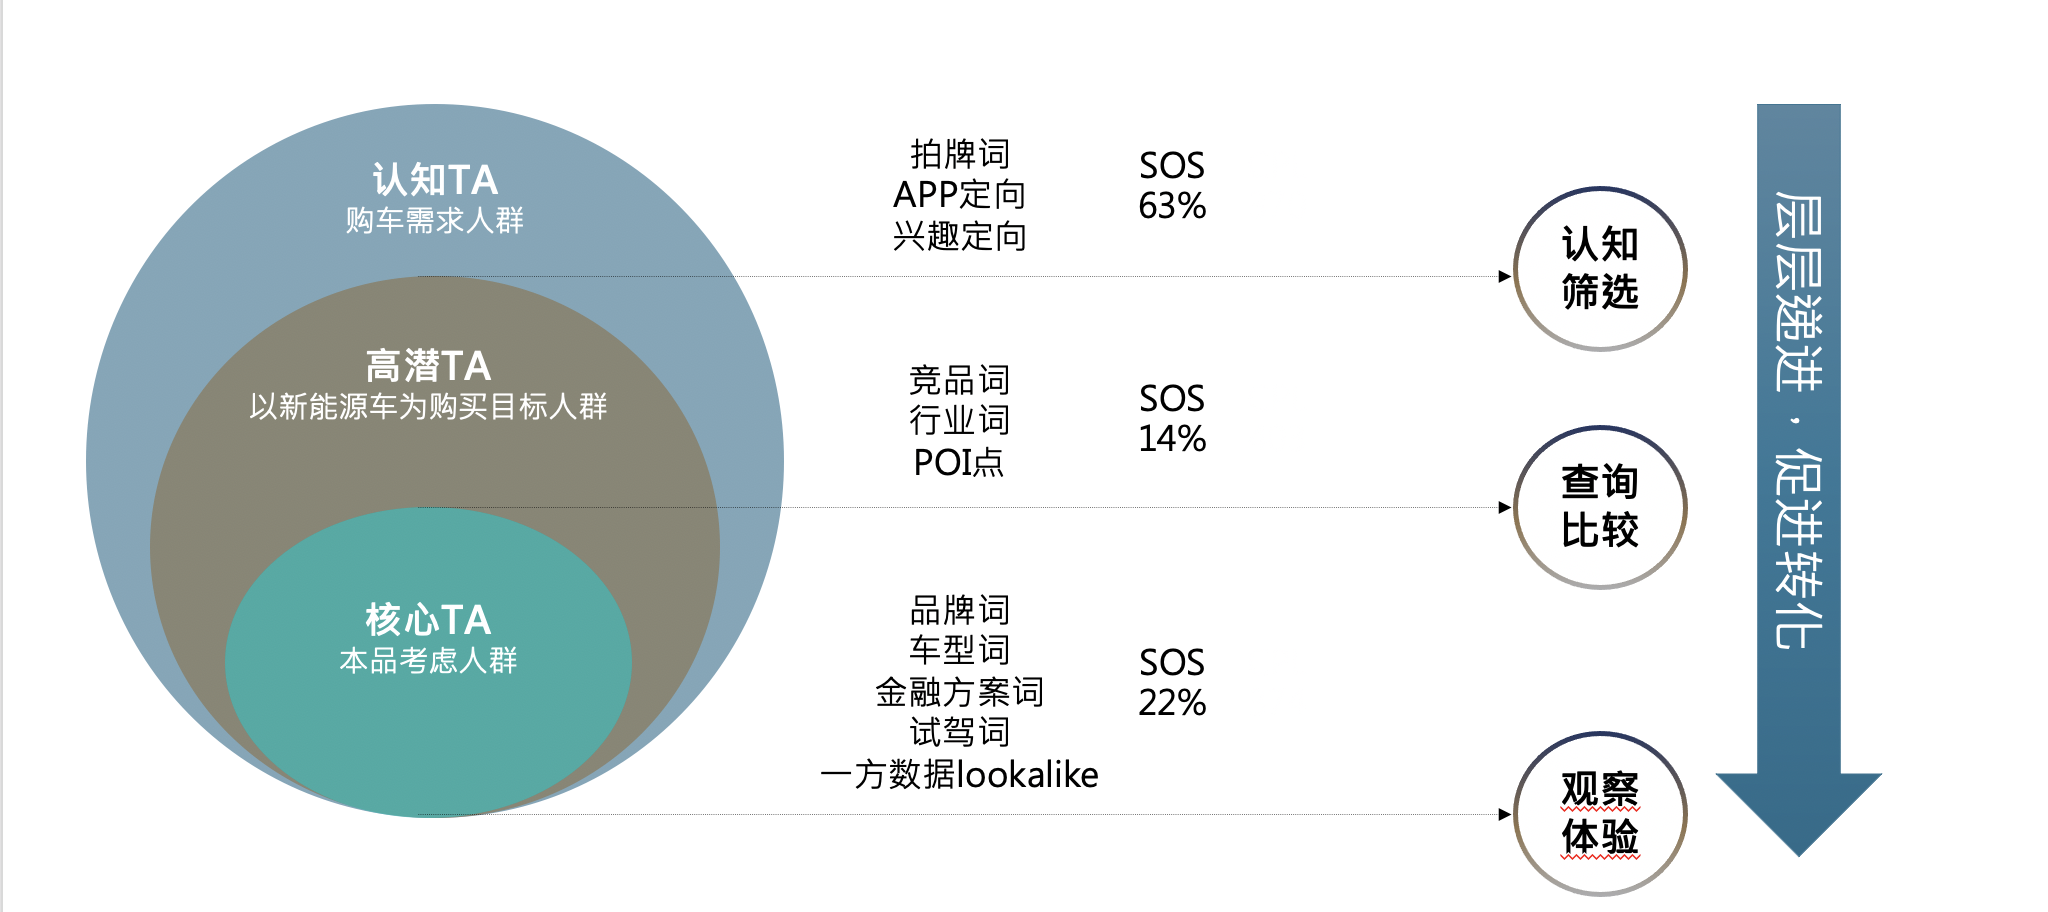 认知TA
购车需求人群
高潜TA
以新能源车为购买目标人群
核心TA
本品考虑人群
拍牌词
APP定向
兴趣定向
SOS
63%
竞品词
行业词
POI点
SOS
14%
品牌词
车型词
金融方案词
试驾词
一方数据lookalike
SOS
22%
认知
筛选
查询
比较
观察
体验
层层递进，促进转化